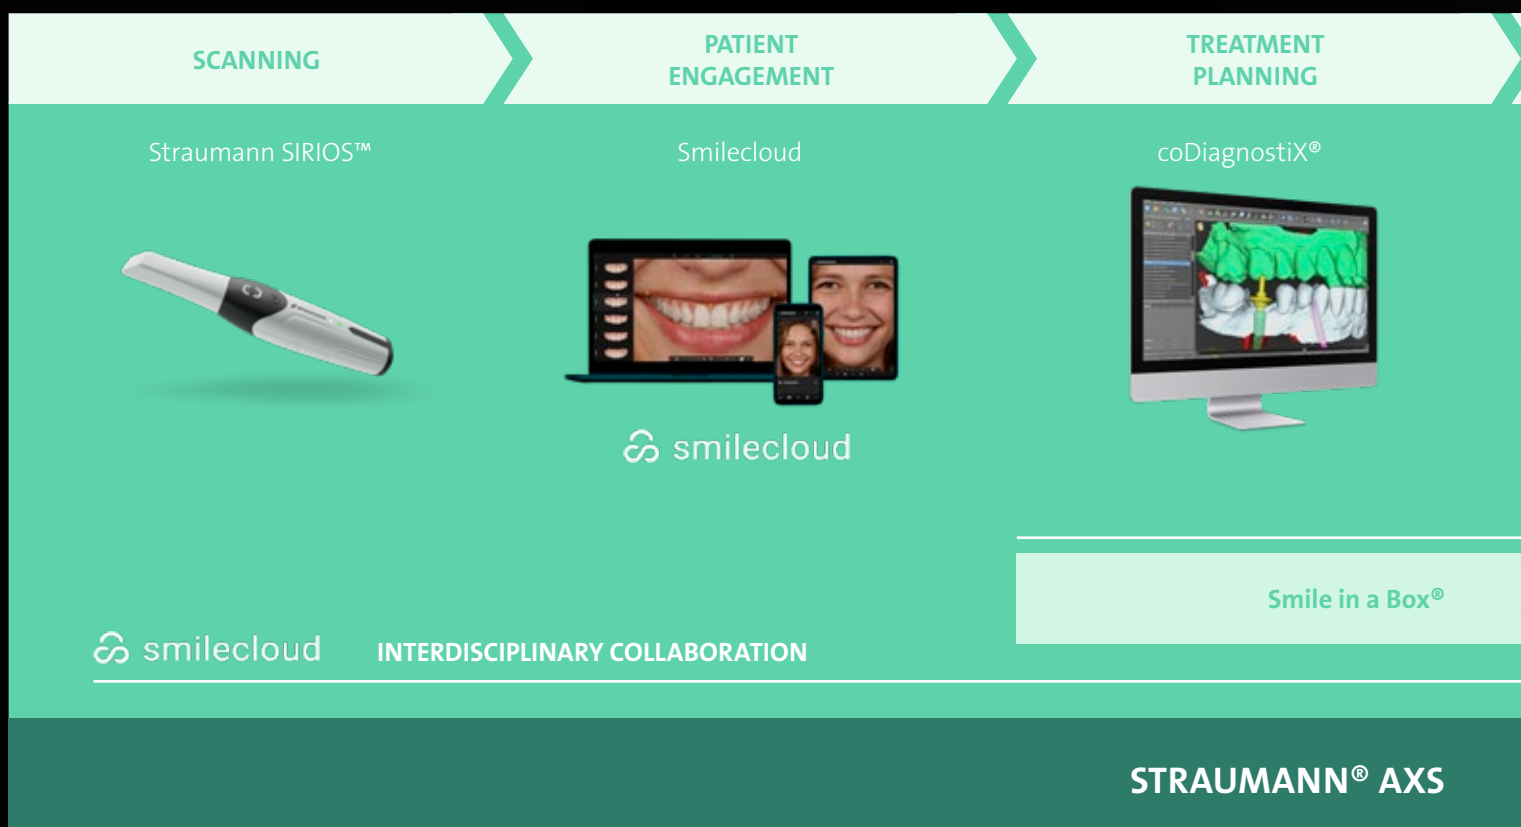 SCANNING
PATIENT
ENGAGEMENT
TREATMENT
PLANNING
Straumann SIRIOS™
Smilecloud
coDiagnostiX®
smilecloud
Smile in a Box®
smilecloud
INTERDISCIPLINARY COLLABORATION
STRAUMANN® AXS